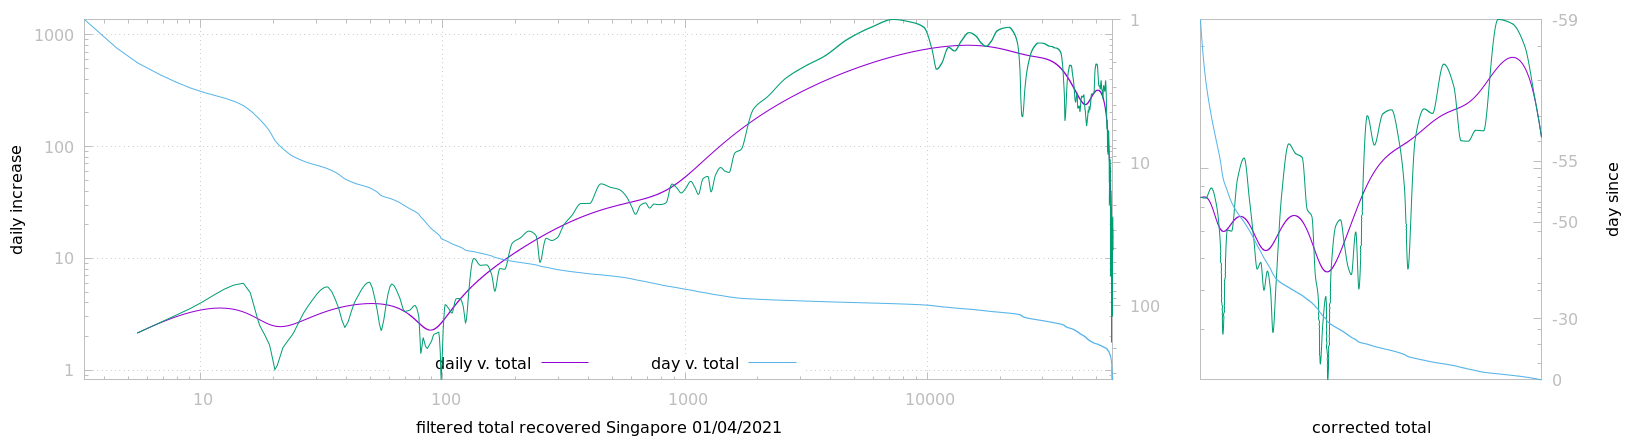 1000
100
10
1
daily increase
10
100
1000
10000
filtered total recovered Singapore 01/04/2021
daily v. total
day v. total
1
10
100
-59
-55
-50
-30
0
day since
corrected total